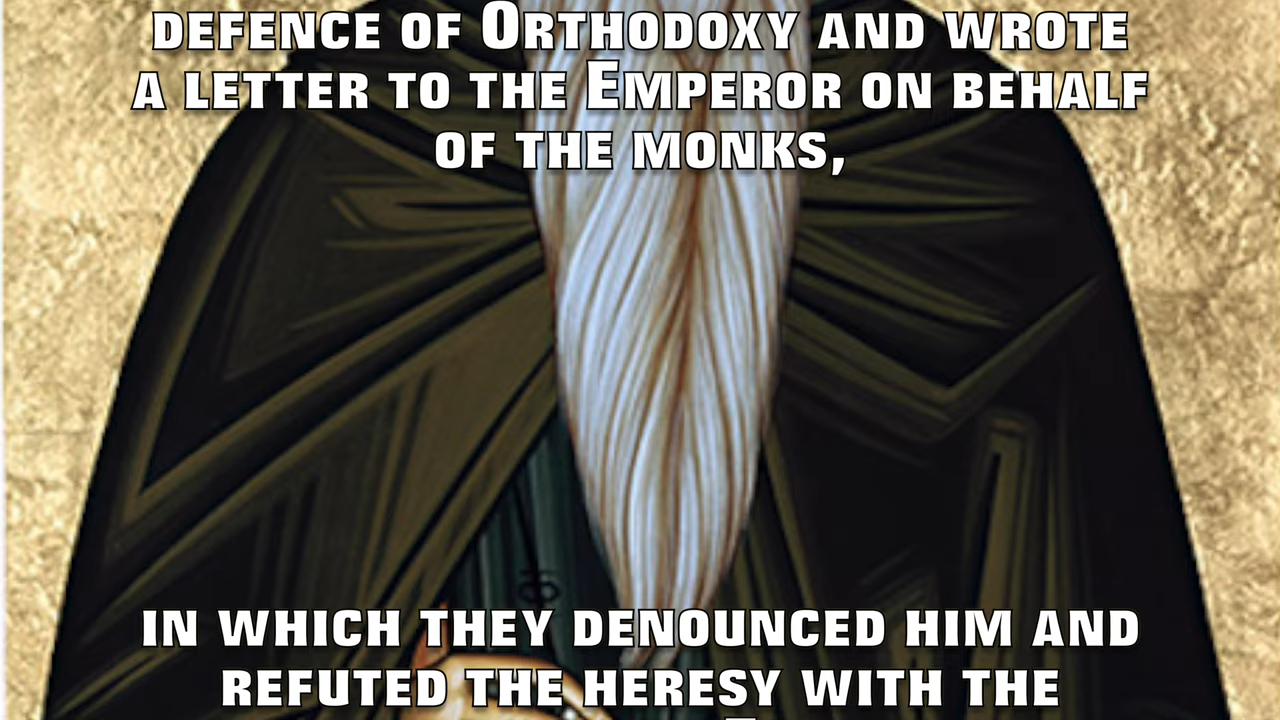 DEFENCE OF ORTHODOXY AND WROTE
A LETTER TO THE EMPEROR ON BEHALF
OF THE MONKS,
IN WHICH THEY DENOUNCED HIM AND
REFUTED THE HERESY WITH THE